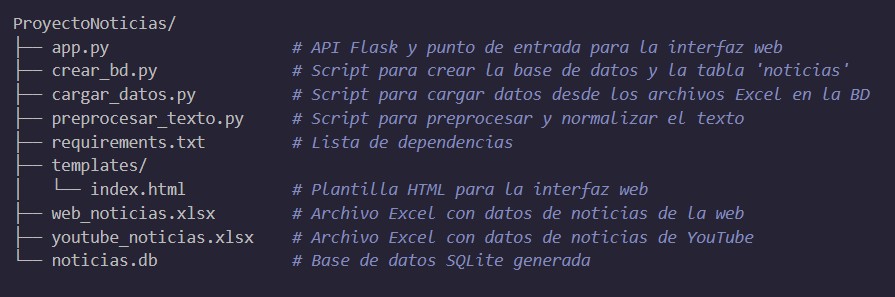 ProyectoNoticias/
├── app.py                   # API Flask y punto de entrada para la interfaz web
├── crear_bd.py              # Script para crear la base de datos y la tabla 'noticias'
├── cargar_datos.py          # Script para cargar datos desde los archivos Excel en la BD
├── preprocesar_texto.py     # Script para preprocesar y normalizar el texto
├── requirements.txt         # Lista de dependencias
├── templates/
│   └── index.html           # Plantilla HTML para la interfaz web
├── web_noticias.xlsx        # Archivo Excel con datos de noticias de la web
├── youtube_noticias.xlsx    # Archivo Excel con datos de noticias de YouTube
└── noticias.db              # Base de datos SQLite generada